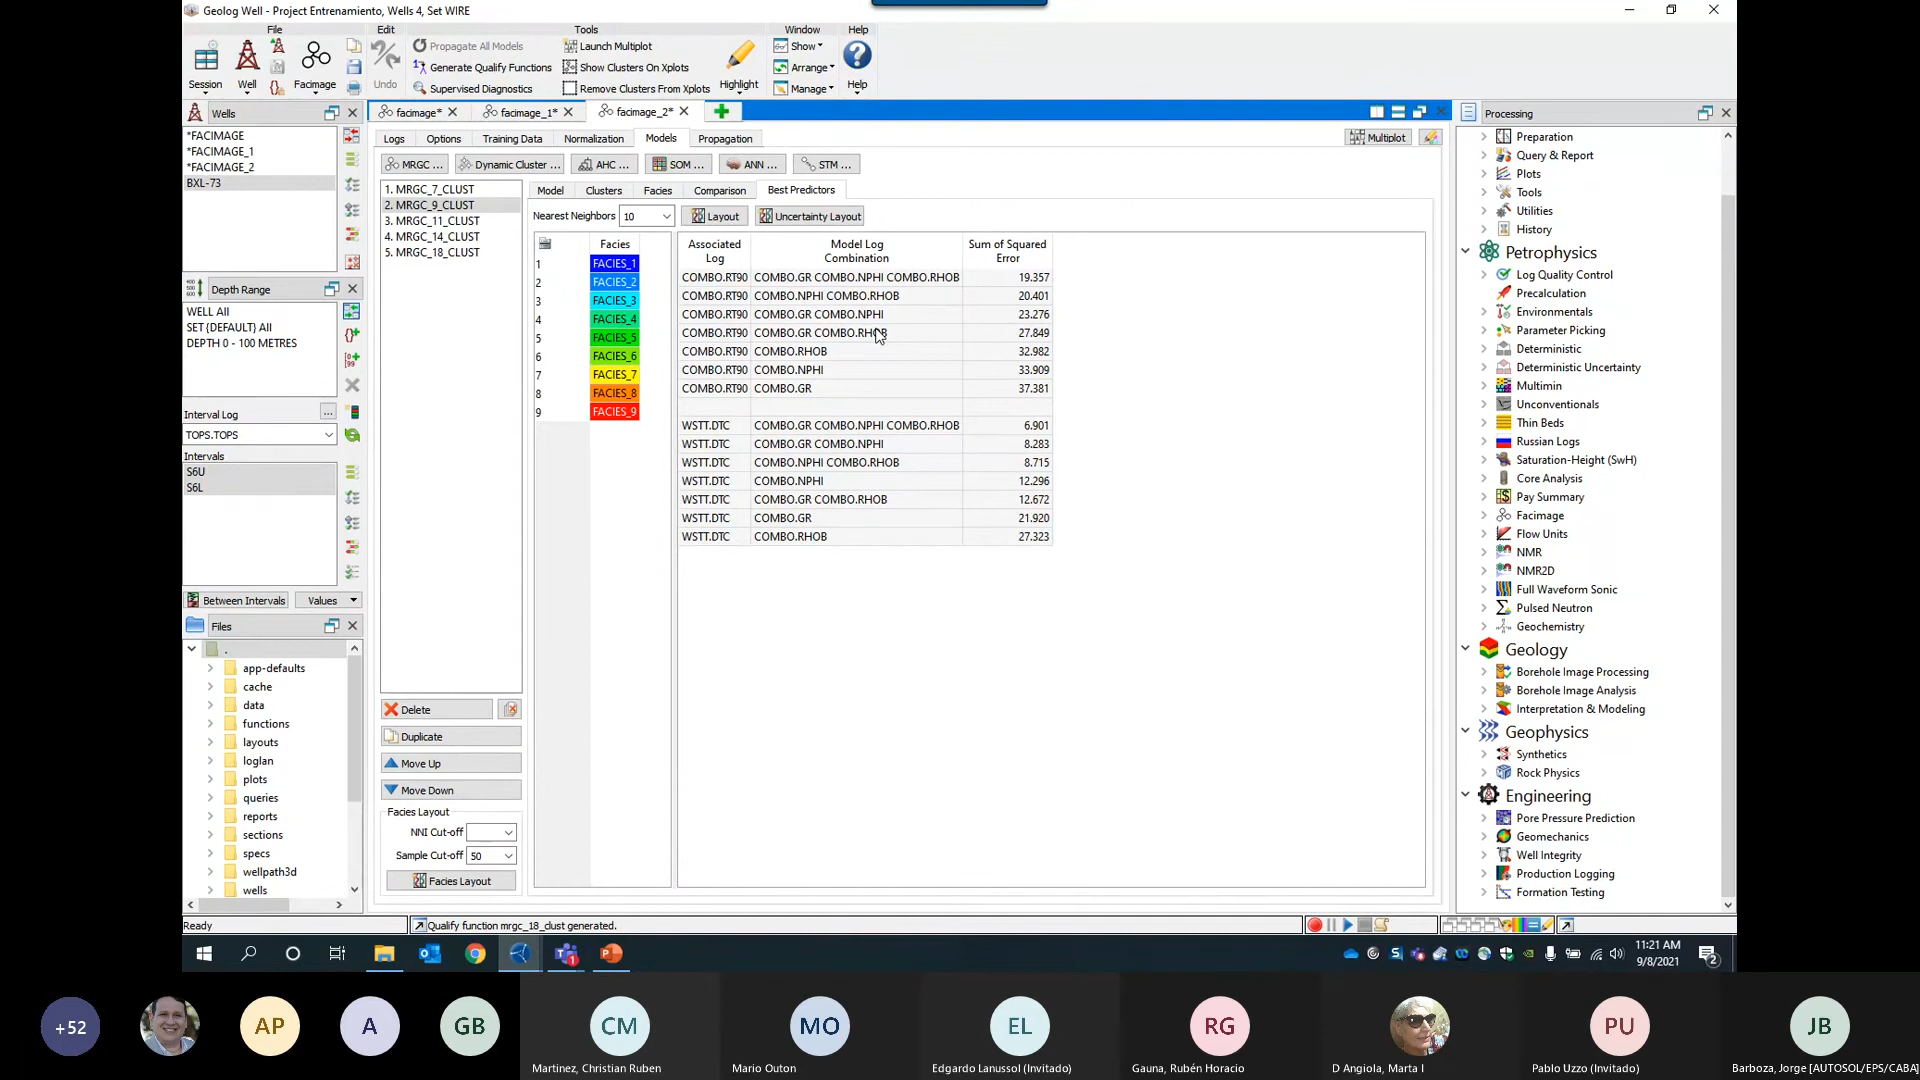 Geolog Well - Project Entrenamiento, Wells 4, Set WIRE
File
Edit
Tools
Window
Help
Session
Well
Facimage
Undo
Propagate All Models
Generate Qualify Functions
Supervised Diagnostics
Launch Multiplot
Show Clusters On Xplots
Remove Clusters From Xplots
Highlight
Show
Arrange
Manage
Help
Wells
*FACIMAGE
*FACIMAGE_1
*FACIMAGE_2
BXL-73
Depth Range
WELL All
SET {DEFAULT} All
DEPTH 0 - 100 METRES
Interval Log
...
TOPS.TOPS
Intervals
S6U
S6L
Between Intervals
Values
Files
.
app-defaults
cache
data
functions
layouts
loglan
plots
queries
reports
sections
specs
wellpath3d
wells
facimage*
facimage_1*
facimage_2*
Logs
Options
Training Data
Normalization
Models
Propagation
Multiplot
MRGC ...
Dynamic Cluster ...
AHC ...
SOM ...
ANN ...
STM ...
1. MRGC_7_CLUST
2. MRGC_9_CLUST
3. MRGC_11_CLUST
4. MRGC_14_CLUST
5. MRGC_18_CLUST
Delete
Duplicate
Move Up
Move Down
Facies Layout
NNI Cut-off
Sample Cut-off 50
Facies Layout
Model
Clusters
Facies
Comparison
Best Predictors
Nearest Neighbors 10
Layout
Uncertainty Layout
Facies
1 FACIES_1
2 FACIES_2
3 FACIES_3
4 FACIES_4
5 FACIES_5
6 FACIES_6
7 FACIES_7
8 FACIES_8
9 FACIES_9
Associated Log Model Log Combination Sum of Squared Error
COMBO.RT90 COMBO.GR COMBO.NPHI COMBO.RHOB 19.357
COMBO.RT90 COMBO.NPHI COMBO.RHOB 20.401
COMBO.RT90 COMBO.GR COMBO.NPHI 23.276
COMBO.RT90 COMBO.GR COMBO.RHOB 27.849
COMBO.RT90 COMBO.RHOB 32.982
COMBO.RT90 COMBO.NPHI 33.909
COMBO.RT90 COMBO.GR 37.381
WSTT.DTC COMBO.GR COMBO.NPHI COMBO.RHOB 6.901
WSTT.DTC COMBO.GR COMBO.NPHI 8.283
WSTT.DTC COMBO.NPHI COMBO.RHOB 8.715
WSTT.DTC COMBO.NPHI 12.296
WSTT.DTC COMBO.GR COMBO.RHOB 12.672
WSTT.DTC COMBO.GR 21.920
WSTT.DTC COMBO.RHOB 27.323
Processing
Preparation
Query & Report
Plots
Tools
Utilities
History
Petrophysics
Log Quality Control
Precalculation
Environmentals
Parameter Picking
Deterministic
Deterministic Uncertainty
Multimin
Unconventionals
Thin Beds
Russian Logs
Saturation-Height (SwH)
Core Analysis
Pay Summary
Facimage
Flow Units
NMR
NMR2D
Full Waveform Sonic
Pulsed Neutron
Geochemistry
Geology
Borehole Image Processing
Borehole Image Analysis
Interpretation & Modeling
Geophysics
Synthetics
Rock Physics
Engineering
Pore Pressure Prediction
Geomechanics
Well Integrity
Production Logging
Formation Testing
Ready
Qualify function mrgc_18_clust generated.
11:21 AM
9/8/2021
2
+52
AP
A
GB
CM
MO
EL
RG
PU
JB
Martinez, Christian Ruben
Mario Outon
Edgardo Lanussol (Invitado)
Gauna, Rubén Horacio
D Angiola, Marta I
Pablo Uzzo (Invitado)
Barboza, Jorge [AUTOSOL/EPS/CABA]